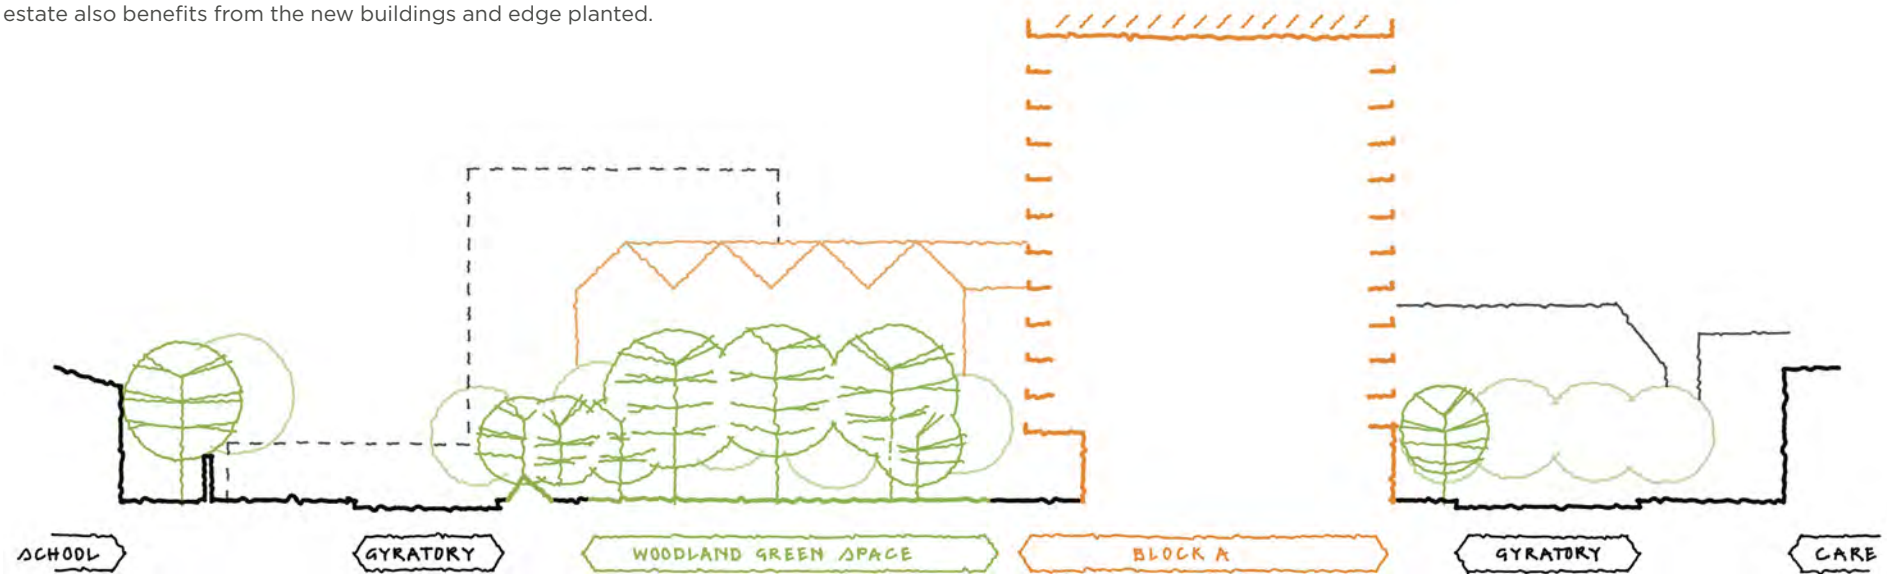 estate also benefits from the new buildings and edge planted.
SCHOOL
GYRATORY
WOODLAND GREEN SPACE
BLOCK A
GYRATORY
CARE